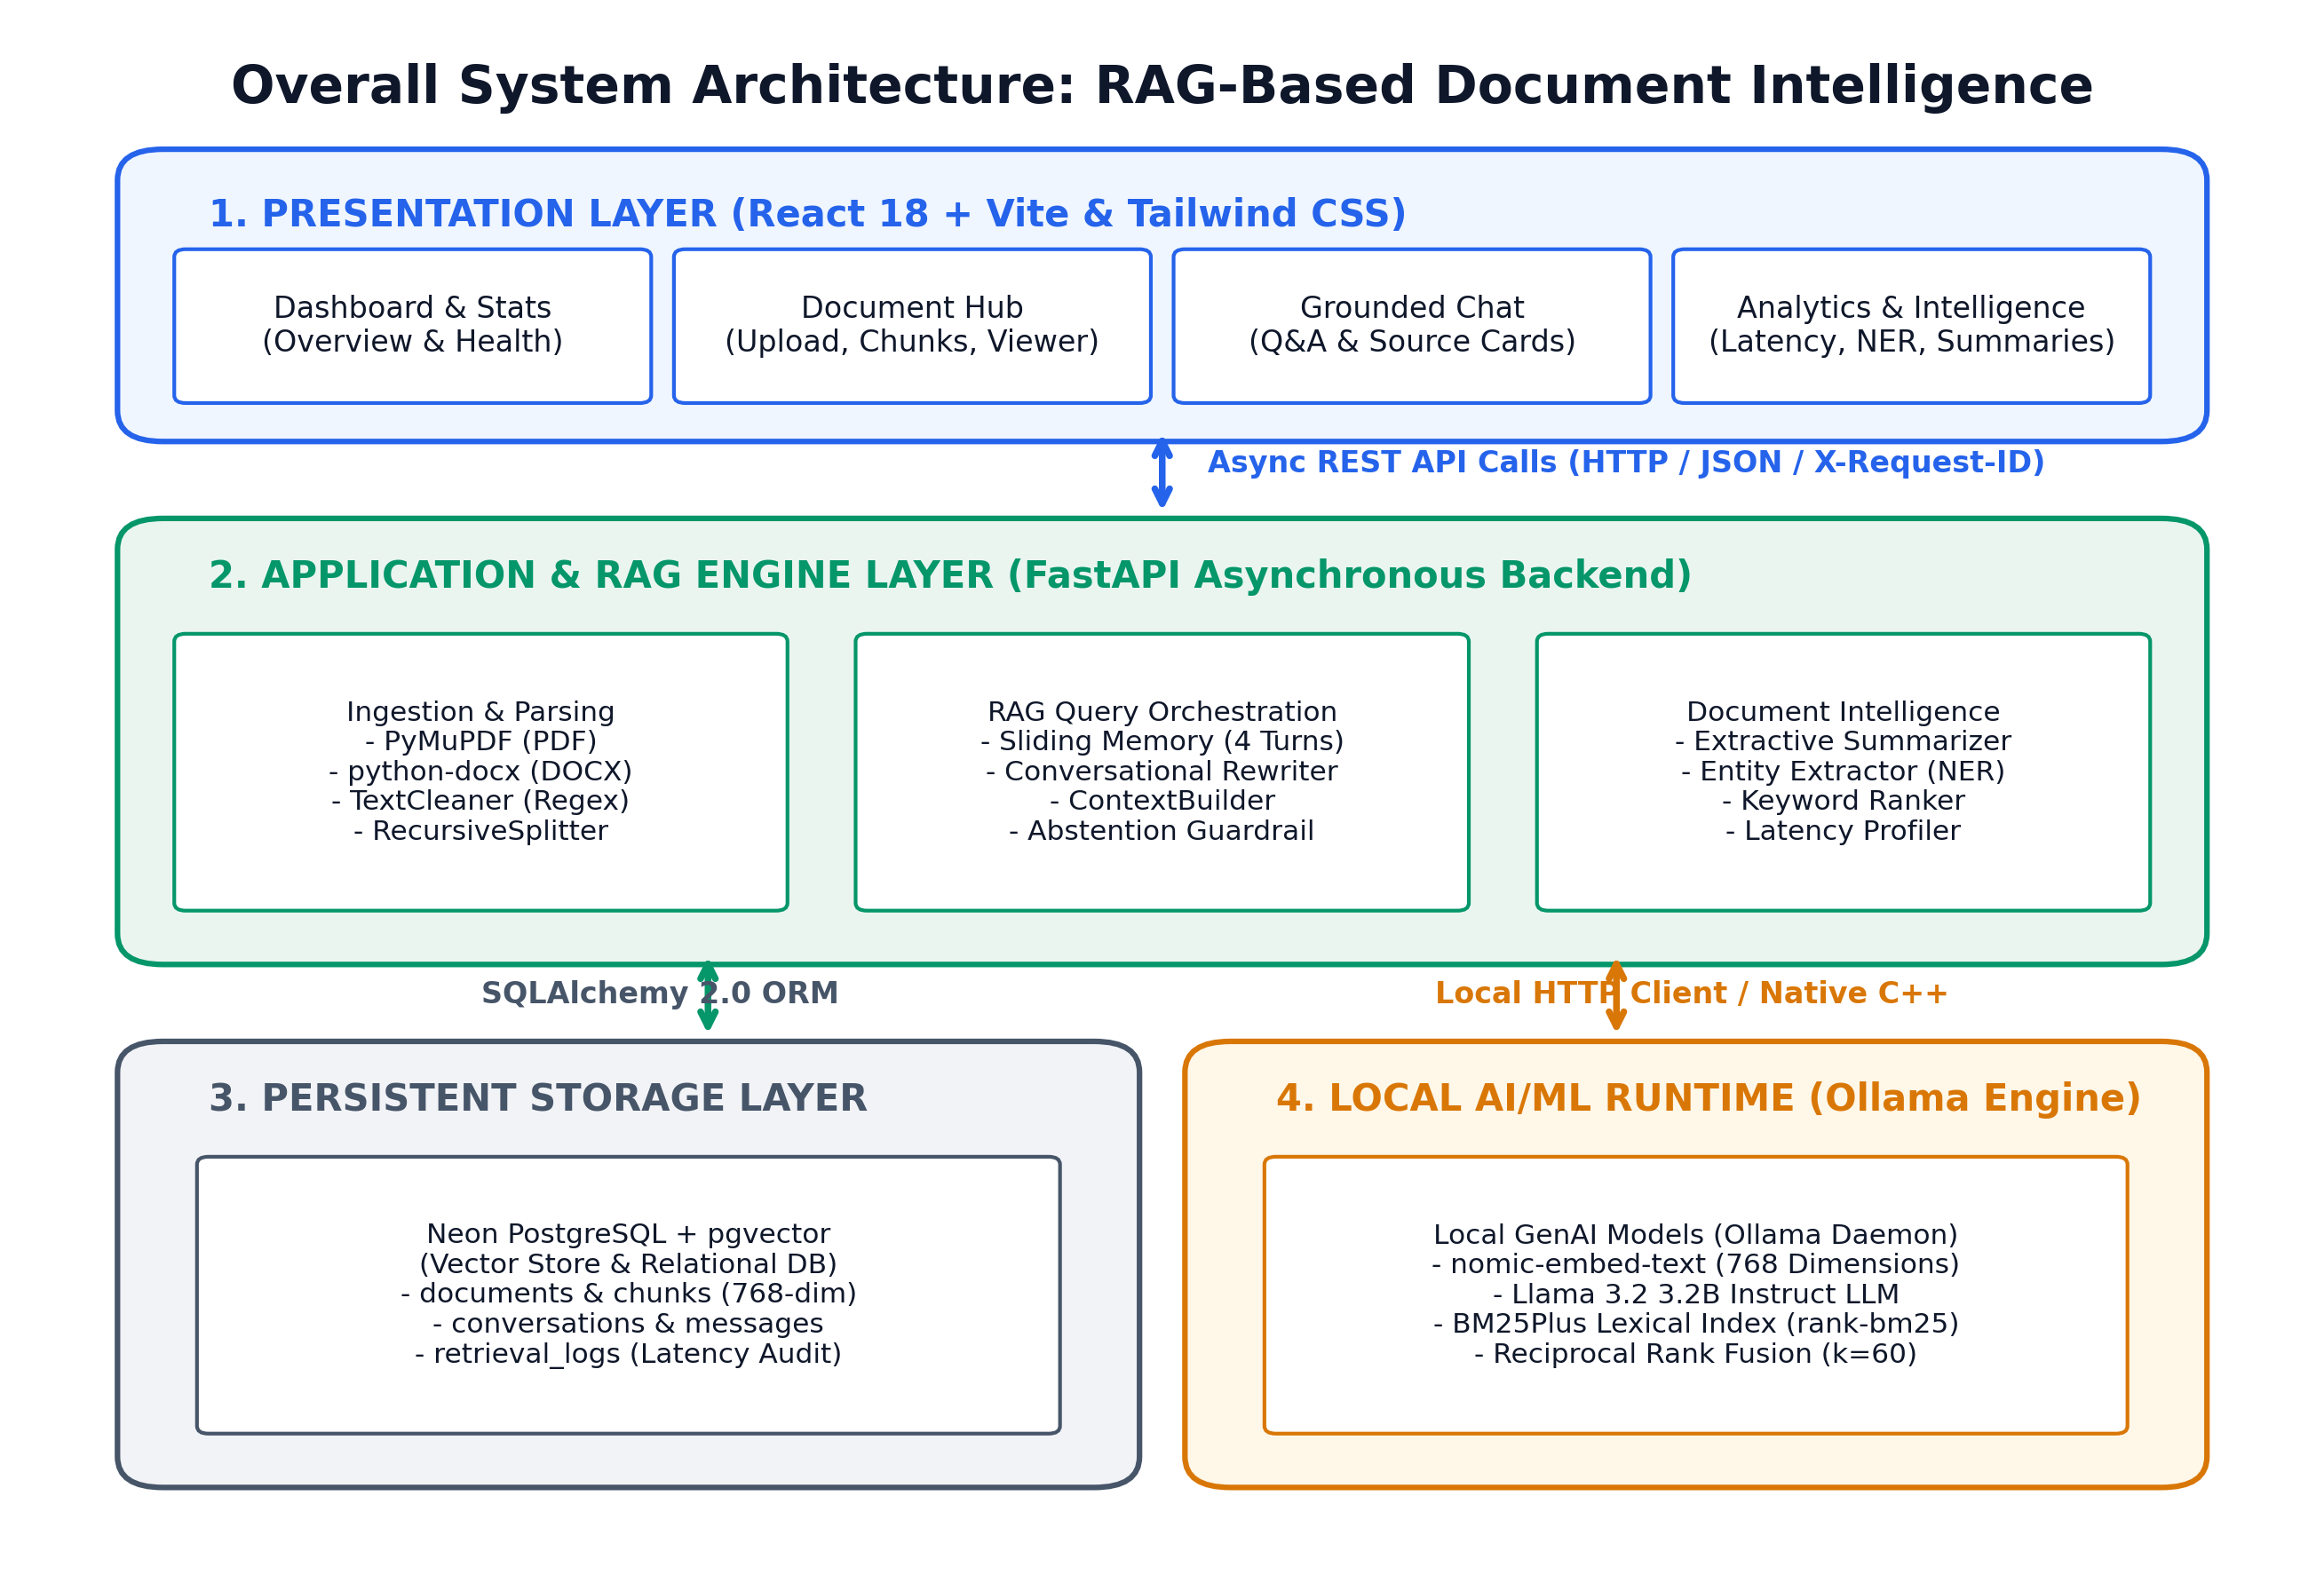 Overall System Architecture: RAG-Based Document Intelligence
1. PRESENTATION LAYER (React 18 + Vite & Tailwind CSS)
Dashboard & Stats
(Overview & Health)
Document Hub
(Upload, Chunks, Viewer)
Grounded Chat
(Q&A & Source Cards)
Analytics & Intelligence
(Latency, NER, Summaries)
Async REST API Calls (HTTP / JSON / X-Request-ID)
2. APPLICATION & RAG ENGINE LAYER (FastAPI Asynchronous Backend)
Ingestion & Parsing
- PyMuPDF (PDF)
- python-docx (DOCX)
- TextCleaner (Regex)
- RecursiveSplitter
RAG Query Orchestration
- Sliding Memory (4 Turns)
- Conversational Rewriter
- ContextBuilder
- Abstention Guardrail
Document Intelligence
- Extractive Summarizer
- Entity Extractor (NER)
- Keyword Ranker
- Latency Profiler
SQLAlchemy 2.0 ORM
Local HTTP Client / Native C++
3. PERSISTENT STORAGE LAYER
Neon PostgreSQL + pgvector
(Vector Store & Relational DB)
- documents & chunks (768-dim)
- conversations & messages
- retrieval_logs (Latency Audit)
4. LOCAL AI/ML RUNTIME (Ollama Engine)
Local GenAI Models (Ollama Daemon)
- nomic-embed-text (768 Dimensions)
- Llama 3.2 3.2B Instruct LLM
- BM25Plus Lexical Index (rank-bm25)
- Reciprocal Rank Fusion (k=60)